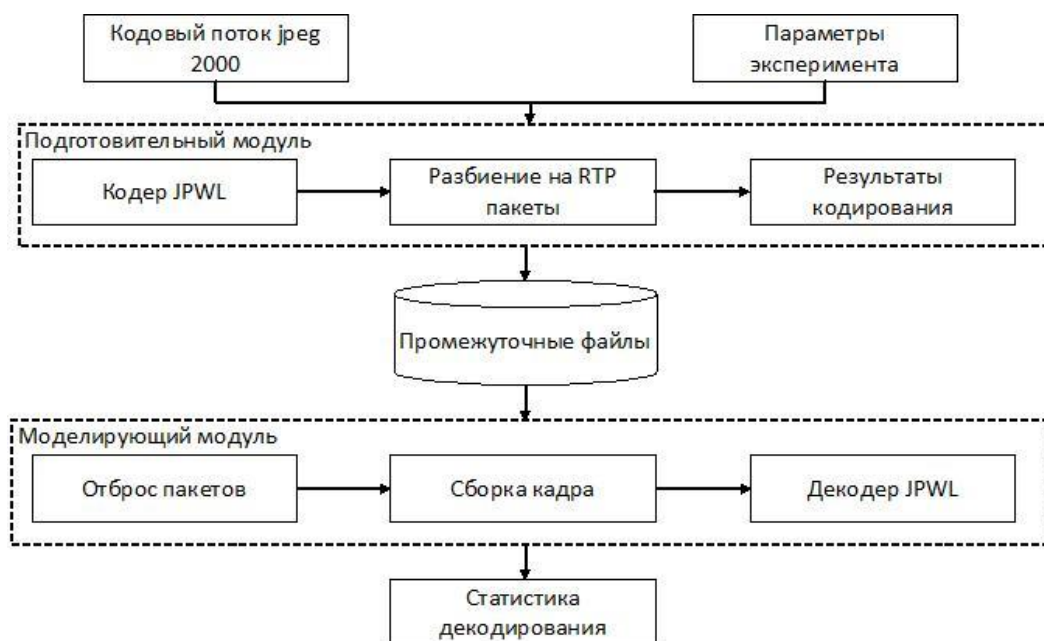 Кодовый поток jpeg
2000
Параметры
эксперимента
Подготовительный модуль
Кодер JPWL
Разбиение на RTP
пакеты
Результаты
кодирования
Промежуточные файлы
Моделирующий модуль
Отброс пакетов
Сборка кадра
Декодер JPWL
Статистика
декодирования